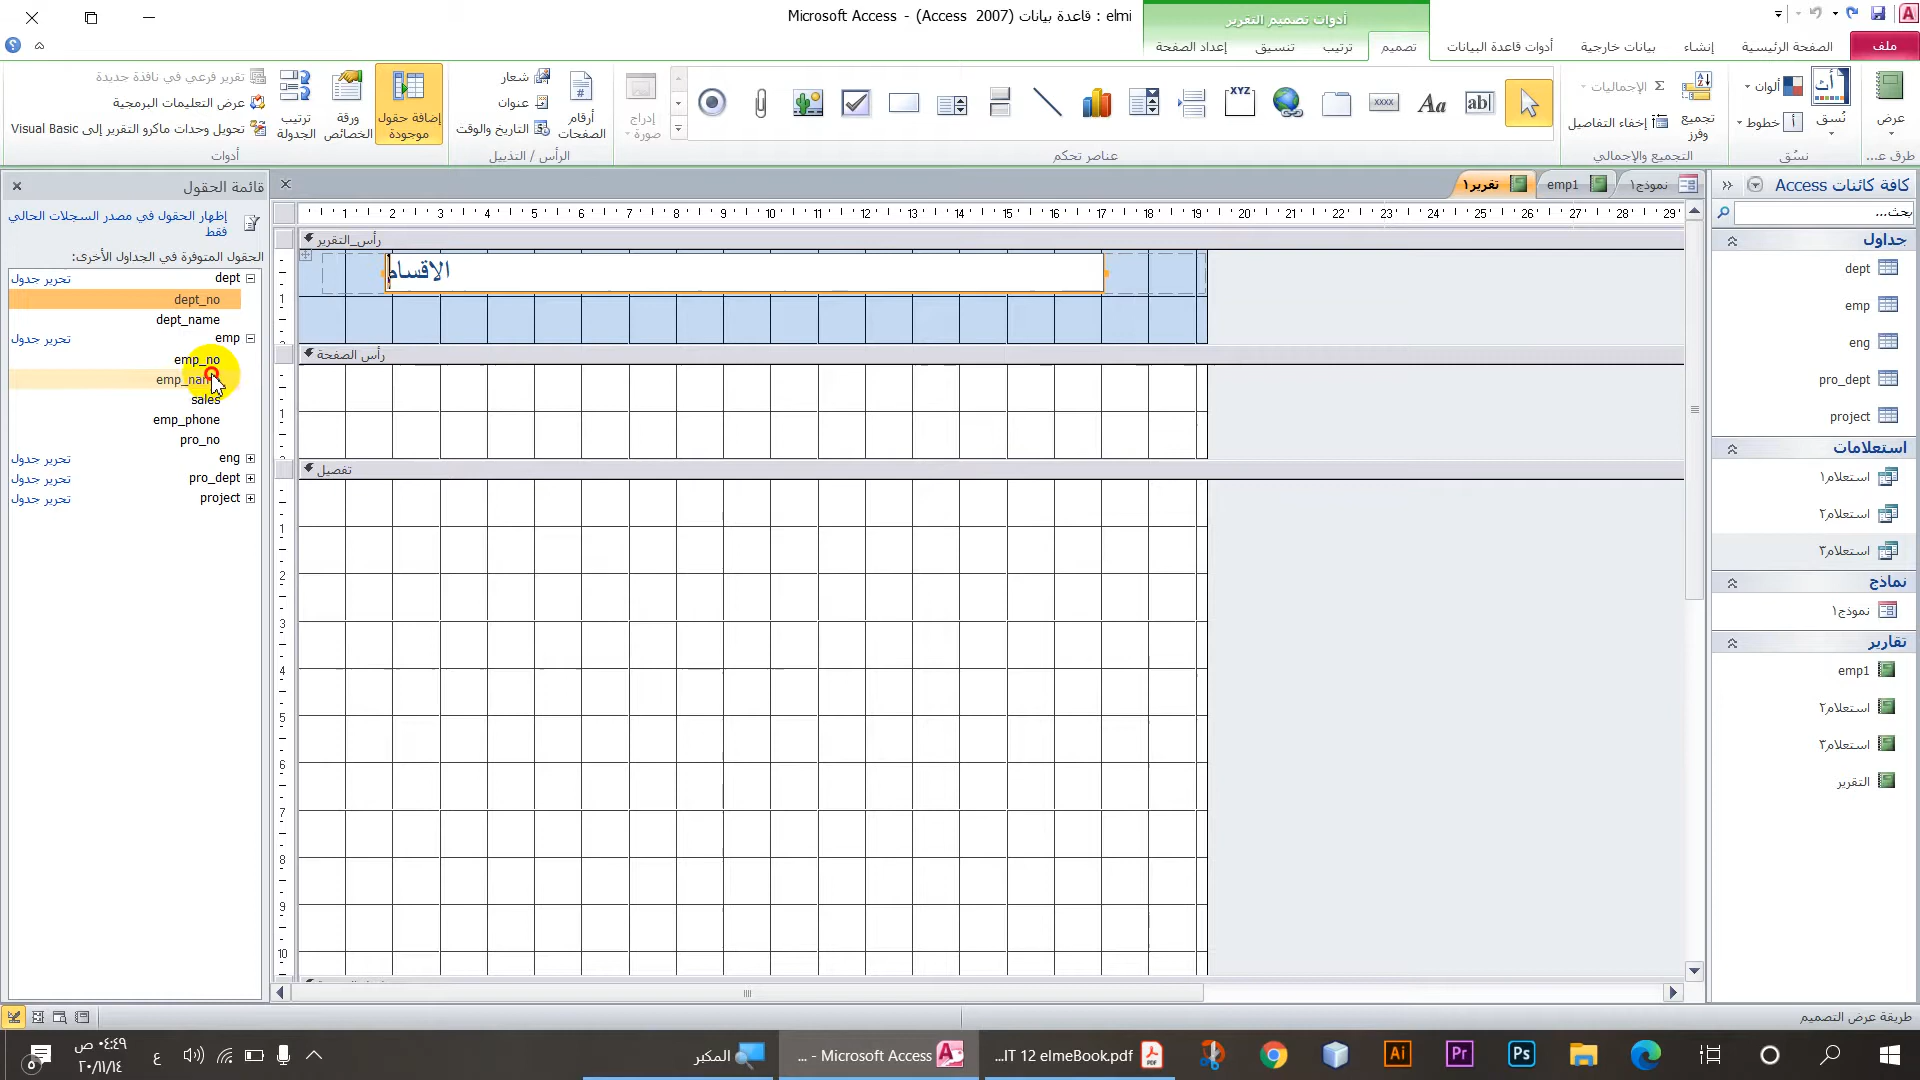 elmi : قاعدة بيانات (Access 2007) - Microsoft Access
أدوات تصميم التقرير
ملف
الصفحة الرئيسية
إنشاء
بيانات خارجية
أدوات قاعدة البيانات
تصميم
ترتيب
تنسيق
إعداد الصفحة
عرض
طرق ع...
نُسق
ألوان
خطوط
نُسق
تجميع وفرز
Σ الإجماليات
إخفاء التفاصيل
التجميع والإجمالي
عناصر تحكم
إدراج صورة
أرقام الصفحات
شعار
عنوان
التاريخ والوقت
الرأس / التذييل
إضافة حقول موجودة
ورقة الخصائص
ترتيب الجدولة
تقرير فرعي في نافذة جديدة
عرض التعليمات البرمجية
تحويل وحدات ماكرو التقرير إلى Visual Basic
أدوات
كافة كائنات Access
بحث...
جداول
dept
emp
eng
pro_dept
project
استعلامات
استعلام١
استعلام٢
استعلام٣
نماذج
نموذج١
تقارير
emp1
استعلام٢
استعلام٣
التقرير
نموذج١
emp1
تقرير١
رأس_التقرير
الاقسام
رأس الصفحة
تفصيل
قائمة الحقول
إظهار الحقول في مصدر السجلات الحالي
فقط
الحقول المتوفرة في الجداول الأخرى:
dept تحرير جدول
dept_no
dept_name
emp تحرير جدول
emp_no
sales
emp_phone
pro_no
eng تحرير جدول
pro_dept تحرير جدول
project تحرير جدول
طريقة عرض التصميم
IT 12 elmeBook.pdf...
Microsoft Access - ...
المكبر
ع
٠٤:٤٩ ص
٢٠/١١/١٤